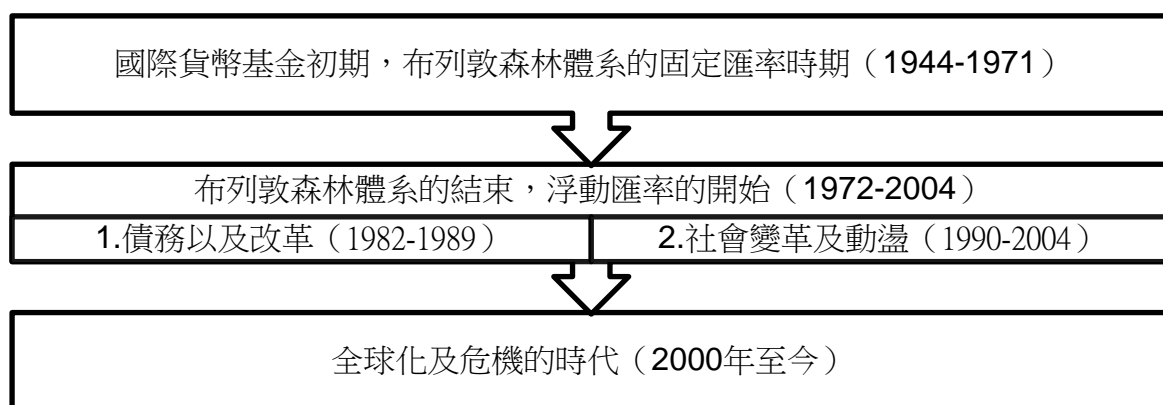 國際貨幣基金初期，布列敦森林體系的固定匯率時期（1944-1971）
布列敦森林體系的結束，浮動匯率的開始（1972-2004）
1.債務以及改革（1982-1989）
2.社會變革及動盪（1990-2004）
全球化及危機的時代（2000年至今）